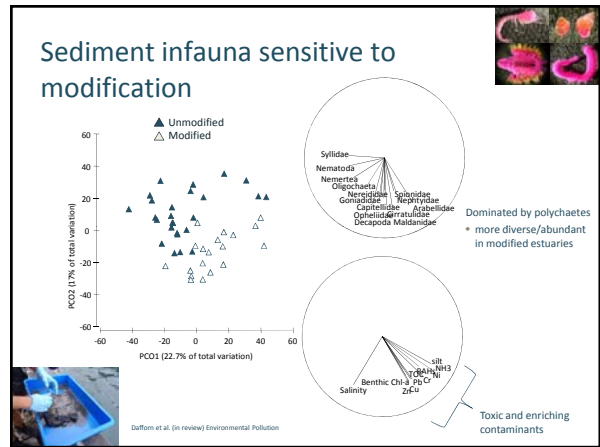 Sediment infauna sensitive to
modification
Unmodified
Modified
60
40
20
0
-20
-40
-60
PCO2 (17% of total variation)
-60 -40 -20 0 20 40 60
PCO1 (22.7% of total variation)
Syllidae
Nematoda
Nemertea
Oligochaeta
Nereididae Spionidae
Goniadidae Nephtyidae
Capitellidae Arabellidae
Opheliidae Cirratulidae
Decapoda Maldanidae
Dominated by polychaetes
• more diverse/abundant
in modified estuaries
silt
PAHs NH3
TOC Ni
Benthic Chl-a Pb Cr
Salinity Zn Cu
Toxic and enriching
contaminants
Dafforn et al. (in review) Environmental Pollution